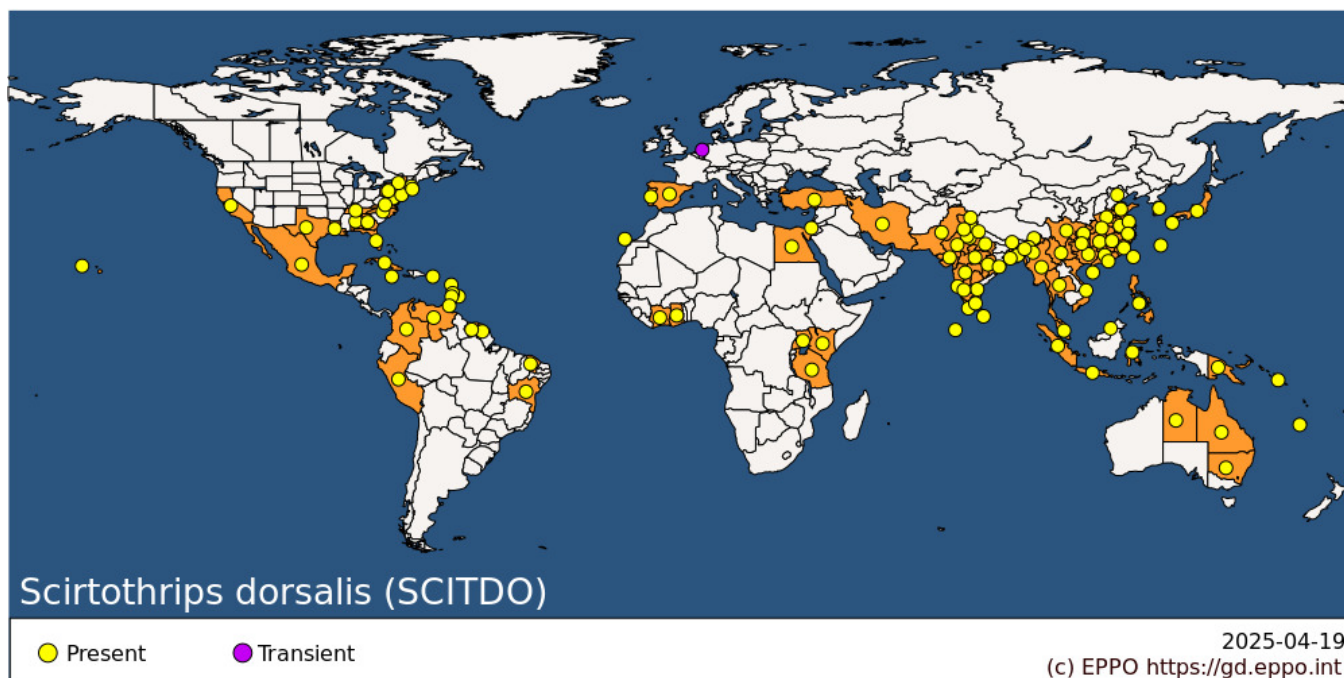 Scirtothrips dorsalis (SCITDO)
Present
Transient
2025-04-19
(c) EPPO https://gd.eppo.int